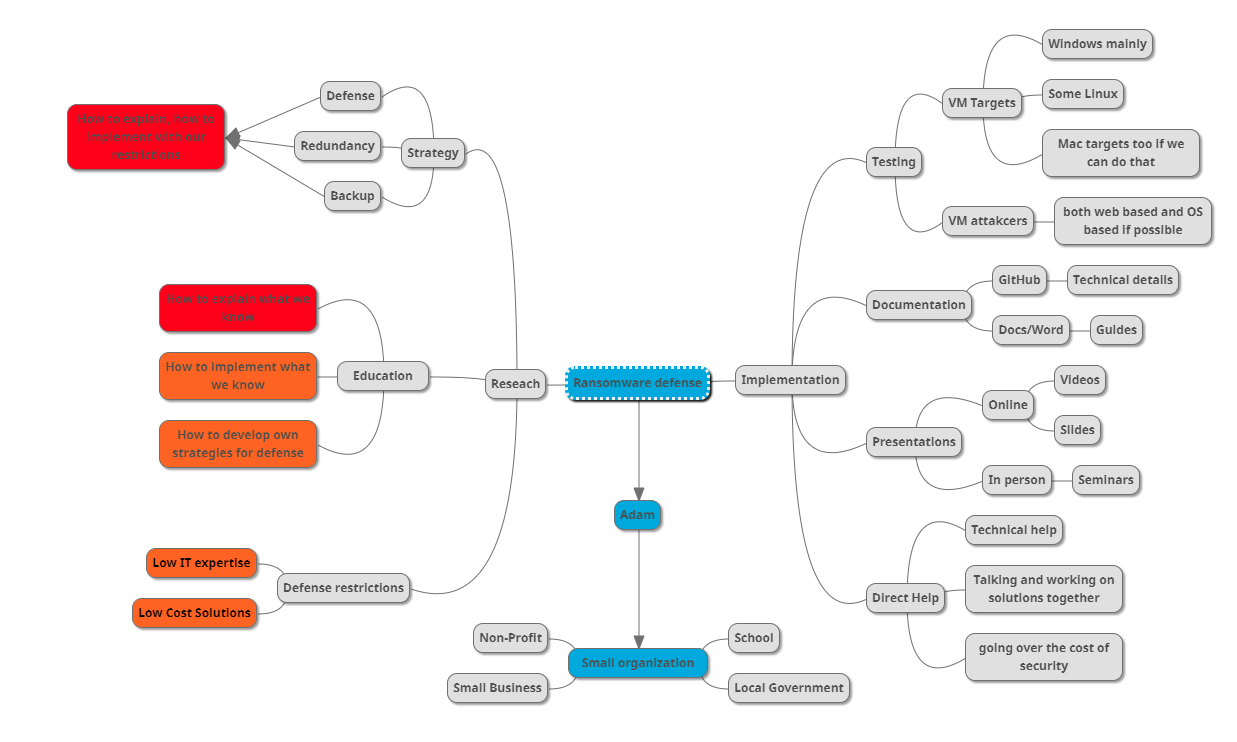 How to explain, how to
implement with our
restrictions
Defense
Redundancy
Backup
Strategy
How to explain what we
know
How to implement what
we know
How to develop own
strategies for defense
Education
Low IT expertise
Low Cost Solutions
Defense restrictions
Reseach
Ransomware defense
Adam
Small organization
Non-Profit
Small Business
School
Local Government
Implementation
Testing
VM Targets
Windows mainly
Some Linux
Mac targets too if we
can do that
VM attakcers
both web based and OS
based if possible
Documentation
GitHub
Technical details
Docs/Word
Guides
Presentations
Online
Videos
Slides
In person
Seminars
Direct Help
Technical help
Talking and working on
solutions together
going over the cost of
security